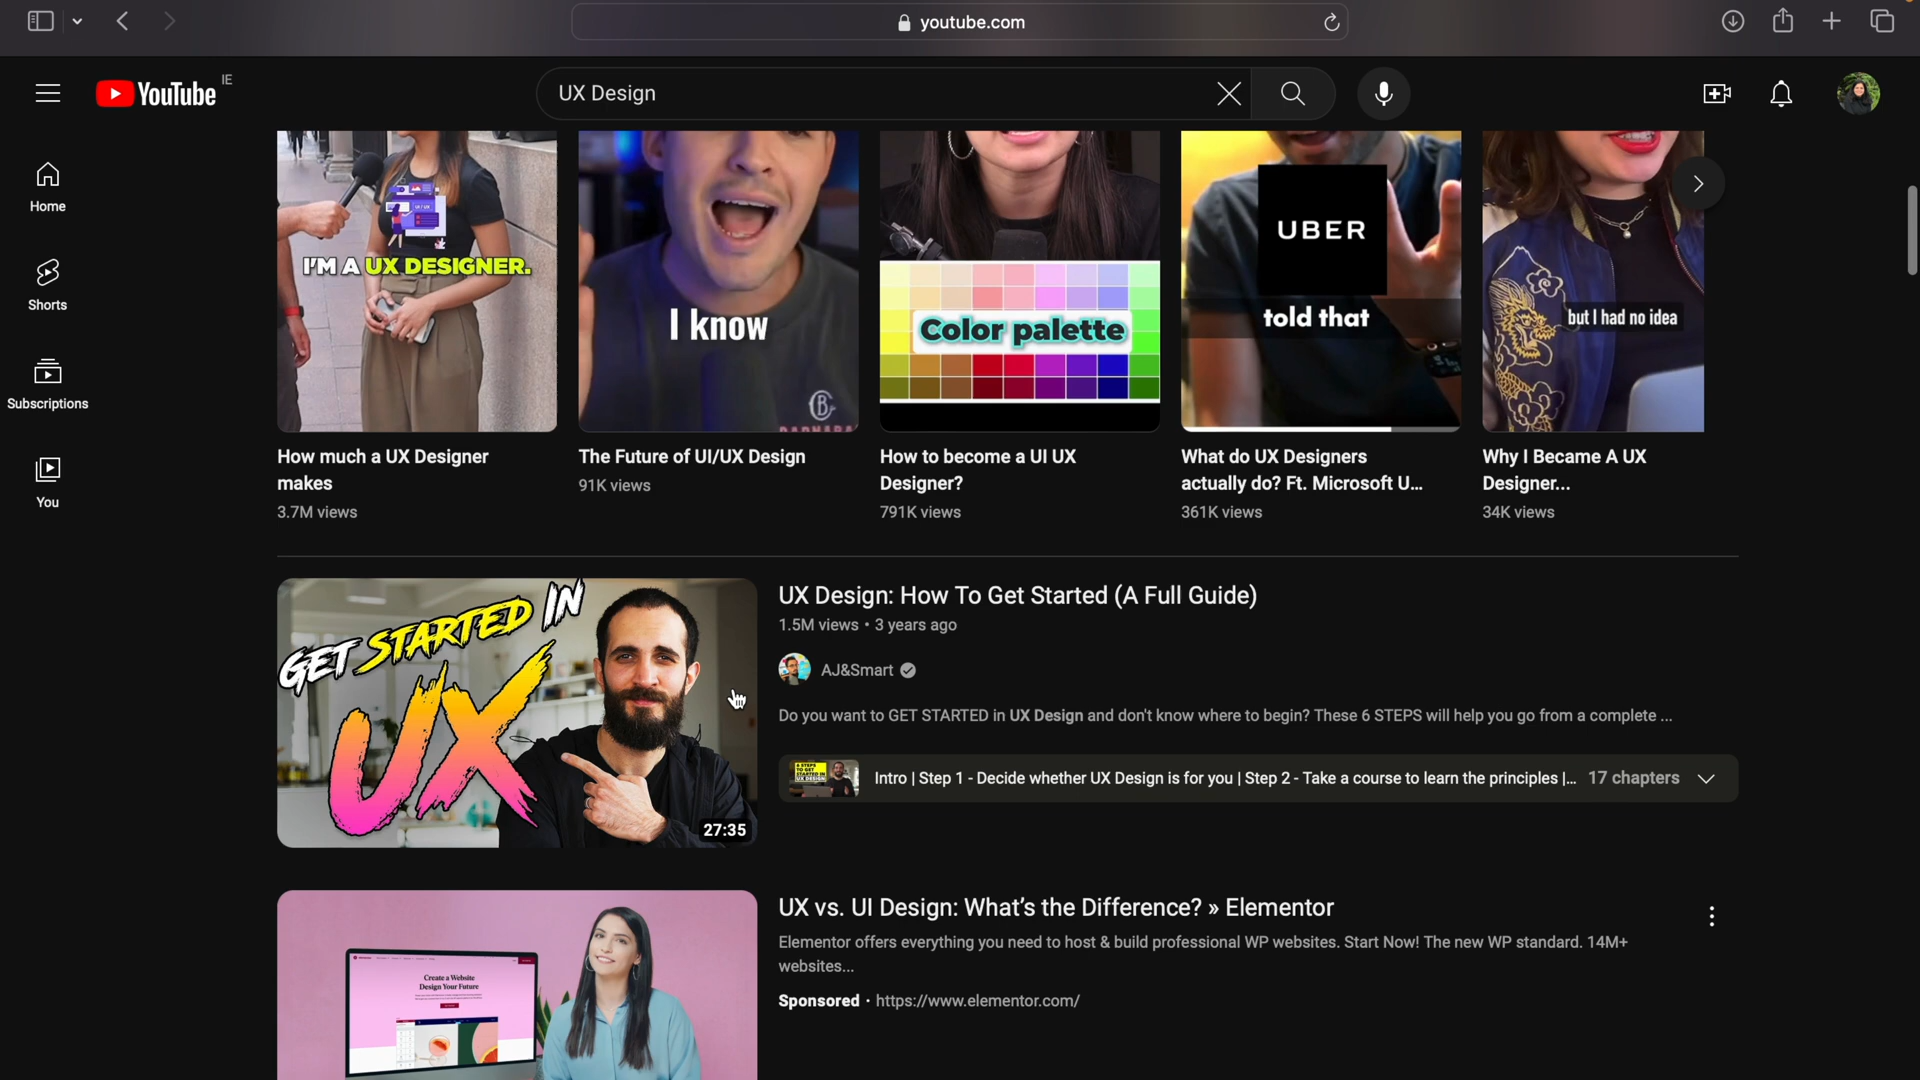 youtube.com
YouTube IE
UX Design
Home
Shorts
Subscriptions
You
I'M A UX DESIGNER.
I know
Color palette
UBER
told that
but I had no idea
How much a UX Designer
makes
3.7M views
The Future of UI/UX Design
91K views
How to become a UI UX
Designer?
791K views
What do UX Designers
actually do? Ft. Microsoft U...
361K views
Why I Became A UX
Designer...
34K views
GET STARTED IN
UX
27:35
UX Design: How To Get Started (A Full Guide)
1.5M views • 3 years ago
AJ&Smart
Do you want to GET STARTED in UX Design and don't know where to begin? These 6 STEPS will help you go from a complete ...
Intro | Step 1 - Decide whether UX Design is for you | Step 2 - Take a course to learn the principles |... 17 chapters
Create a Website
Design Your Future
UX vs. UI Design: What’s the Difference? » Elementor
Elementor offers everything you need to host & build professional WP websites. Start Now! The new WP standard. 14M+
websites...
Sponsored · https://www.elementor.com/